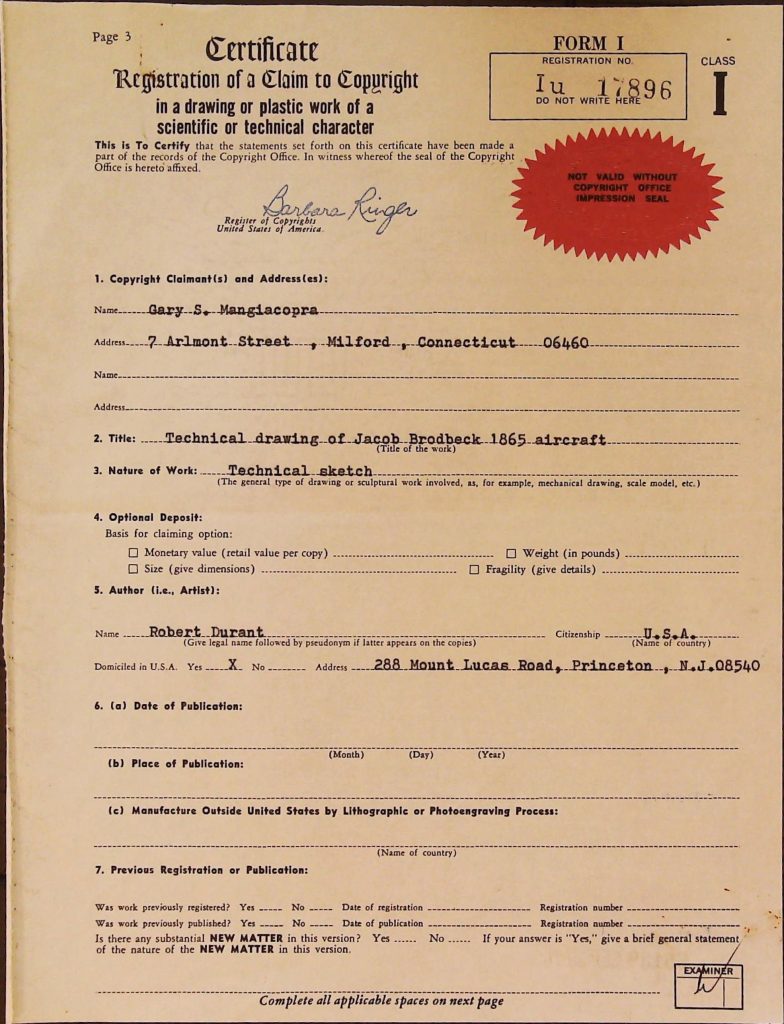 Page 3
Certificate
Registration of a Claim to Copyright
in a drawing or plastic work of a
scientific or technical character
FORM I
REGISTRATION NO.
Iu 17896
DO NOT WRITE HERE
CLASS
I
This is To Certify that the statements set forth on this certificate have been made a
part of the records of the Copyright Office. In witness whereof the seal of the Copyright
Office is hereto affixed.
NOT VALID WITHOUT
COPYRIGHT OFFICE
IMPRESSION SEAL
Barbara Ringer
Register of Copyrights
United States of America
1. Copyright Claimant(s) and Address(es):
Name Gary S. Mangiacopra
Address 7 Arlmont Street , Milford , Connecticut 06460
Name
Address
2. Title: Technical drawing of Jacob Brodbeck 1865 aircraft
(Title of the work)
3. Nature of Work: Technical sketch
(The general type of drawing or sculptural work involved, as, for example, mechanical drawing, scale model, etc.)
4. Optional Deposit:
Basis for claiming option:
Monetary value (retail value per copy) Weight (in pounds)
Size (give dimensions) Fragility (give details)
5. Author (i.e., Artist):
Name Robert Durant Citizenship U.S.A.
(Give legal name followed by pseudonym if latter appears on the copies) (Name of country)
Domiciled in U.S.A. Yes X No Address 288 Mount Lucas Road, Princeton , N.J.08540
6. (a) Date of Publication:
(Month) (Day) (Year)
(b) Place of Publication:
(c) Manufacture Outside United States by Lithographic or Photoengraving Process:
(Name of country)
7. Previous Registration or Publication:
Was work previously registered? Yes No Date of registration Registration number
Was work previously published? Yes No Date of publication Registration number
Is there any substantial NEW MATTER in this version? Yes No If your answer is "Yes," give a brief general statement
of the nature of the NEW MATTER in this version.
EXAMINER
Complete all applicable spaces on next page